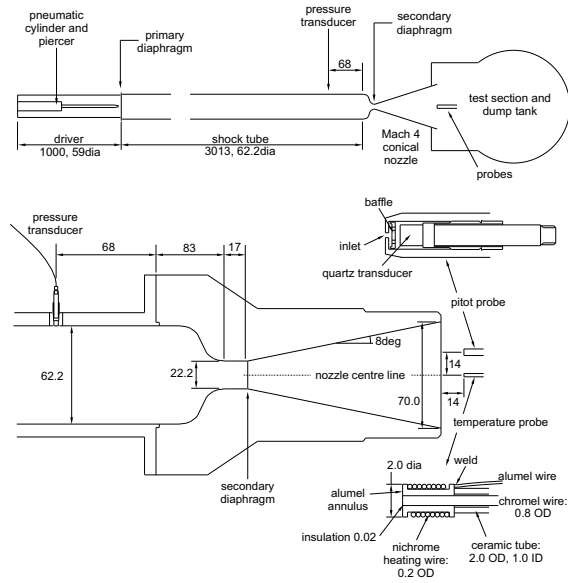 pneumatic
cylinder and
piercer
primary
diaphragm
pressure
transducer
secondary
diaphragm
68
test section and
dump tank
Mach 4
conical
nozzle
probes
driver
1000, 59dia
shock tube
3013, 62.2dia
pressure
transducer
68
83
17
baffle
inlet
quartz transducer
pitot probe
62.2
22.2
8deg
nozzle centre line
70.0
14
14
temperature probe
secondary
diaphragm
2.0 dia
weld
alumel wire
alumel
annulus
chromel wire:
0.8 OD
insulation 0.02
nichrome
heating wire:
0.2 OD
ceramic tube:
2.0 OD, 1.0 ID